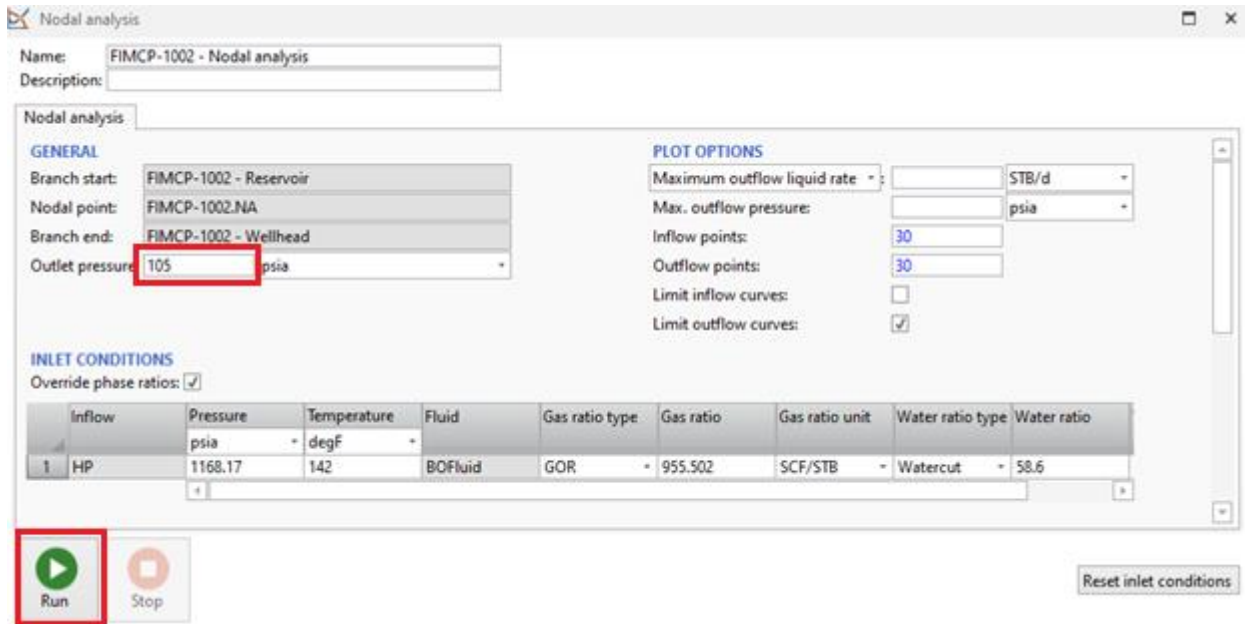 Nodal analysis
Name: FIMCP-1002 - Nodal analysis
Description:
Nodal analysis
GENERAL
Branch start: FIMCP-1002 - Reservoir
Nodal point: FIMCP-1002.NA
Branch end: FIMCP-1002 - Wellhead
Outlet pressure 105 psia
PLOT OPTIONS
Maximum outflow liquid rate : STB/d
Max. outflow pressure: psia
Inflow points: 30
Outflow points: 30
Limit inflow curves:
Limit outflow curves:
INLET CONDITIONS
Override phase ratios:
Inflow Pressure Temperature Fluid Gas ratio type Gas ratio Gas ratio unit Water ratio type Water ratio
psia degF
1 HP 1168.17 142 BOFluid GOR 955.502 SCF/STB Watercut 58.6
Run Stop Reset inlet conditions